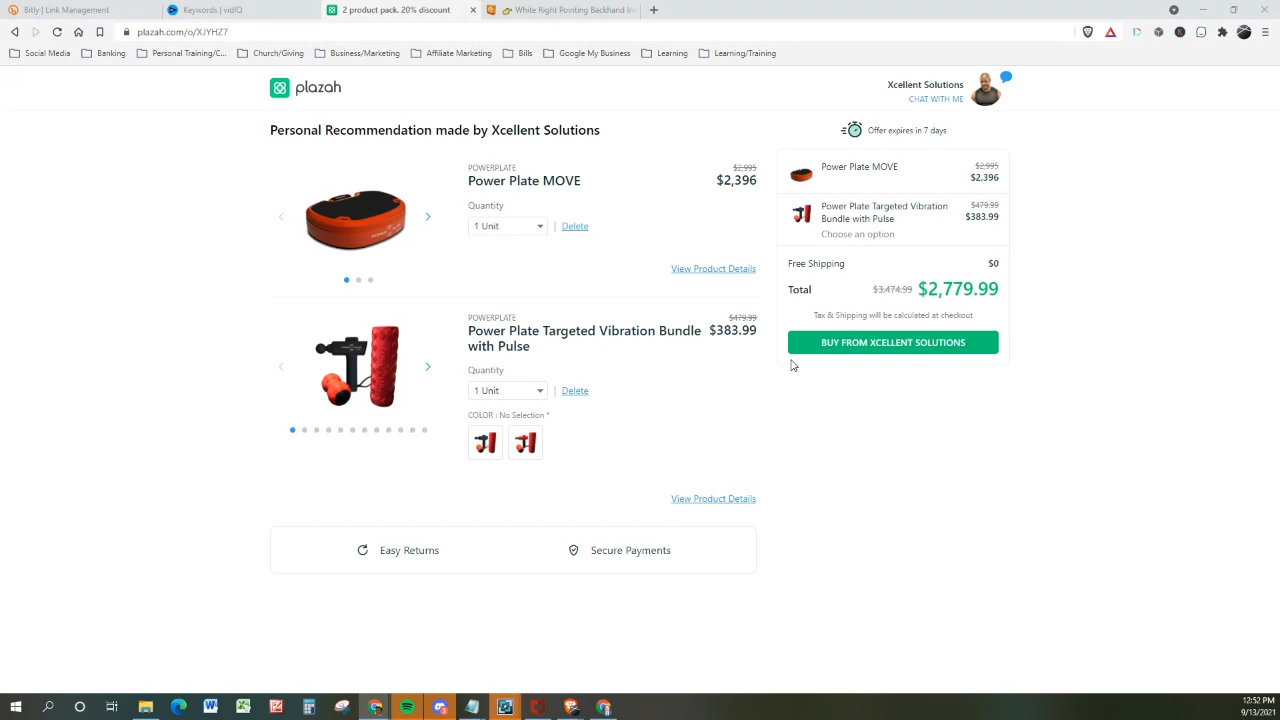 Bitly | Link Management
Keywords | vidIQ
2 product pack. 20% discount
White Right Pointing Backhand In
plazah.com/o/XJYHZ7
Social Media
Banking
Personal Training/C...
Church/Giving
Business/Marketing
Affiliate Marketing
Bills
Google My Business
Learning
Learning/Training
plazah
Xcellent Solutions
CHAT WITH ME
Personal Recommendation made by Xcellent Solutions
Offer expires in 7 days
POWERPLATE
$2,995
Power Plate MOVE
$2,396
Quantity
1 Unit
Delete
View Product Details
POWERPLATE
$479.99
Power Plate Targeted Vibration Bundle
$383.99
with Pulse
Quantity
1 Unit
Delete
COLOR : No Selection *
View Product Details
Easy Returns
Secure Payments
Power Plate MOVE
$2,995
$2,396
Power Plate Targeted Vibration
$479.99
Bundle with Pulse
$383.99
Choose an option
Free Shipping
$0
Total
$3,474.99
$2,779.99
Tax & Shipping will be calculated at checkout
BUY FROM XCELLENT SOLUTIONS
12:52 PM
9/13/2021